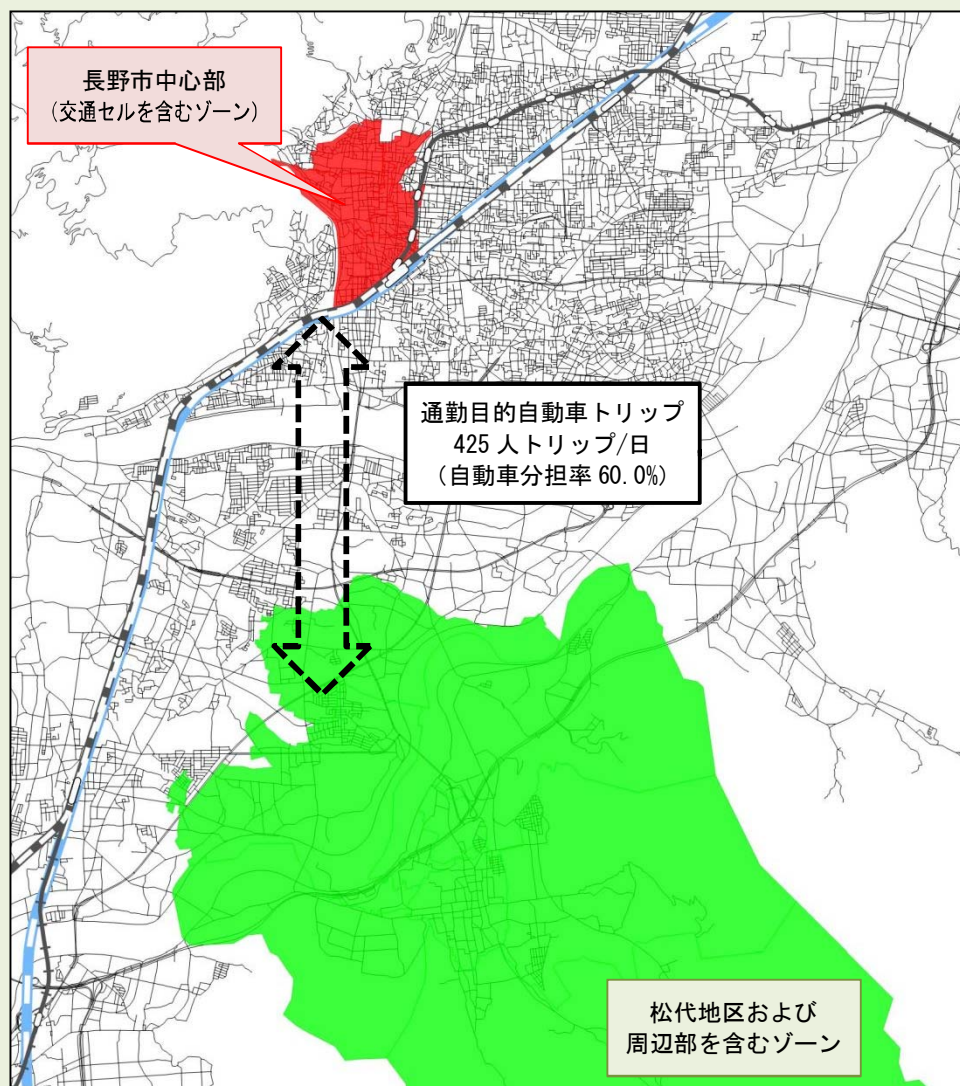 長野市中心部
(交通セルを含むゾーン)
通勤目的自動車トリップ
425 人トリップ/日
(自動車分担率 60.0%)
松代地区および
周辺部を含むゾーン